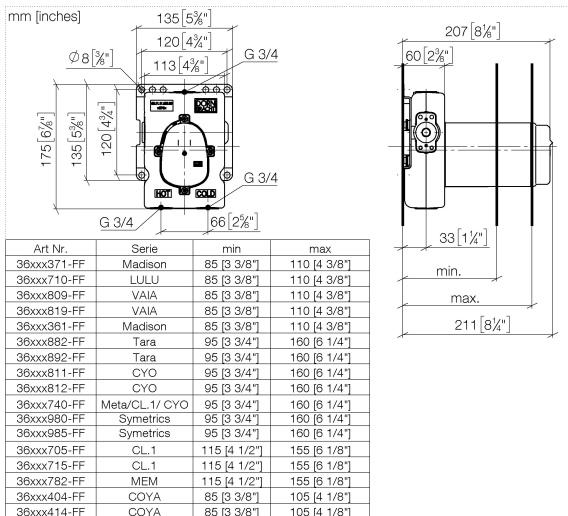 mm [inches]
135 [5⅜"]
120 [4¾"]
113 [4⅜"]
Ø 8 [⅜"]
G 3/4
175 [6⅞"]
135 [5⅜"]
120 [4¾"]
HOT COLD
G 3/4
G 3/4
66 [2⅝"]
207 [8⅛"]
60 [2⅜"]
33 [1¼"]
min.
max.
211 [8¼"]
Art Nr. Serie min max
36xxx371-FF Madison 85 [3 3/8"] 110 [4 3/8"]
36xxx710-FF LULU 85 [3 3/8"] 110 [4 3/8"]
36xxx809-FF VAIA 85 [3 3/8"] 110 [4 3/8"]
36xxx819-FF VAIA 85 [3 3/8"] 110 [4 3/8"]
36xxx361-FF Madison 85 [3 3/8"] 110 [4 3/8"]
36xxx882-FF Tara 95 [3 3/4"] 160 [6 1/4"]
36xxx892-FF Tara 95 [3 3/4"] 160 [6 1/4"]
36xxx811-FF CYO 95 [3 3/4"] 160 [6 1/4"]
36xxx812-FF CYO 95 [3 3/4"] 160 [6 1/4"]
36xxx740-FF Meta/CL.1/ CYO 95 [3 3/4"] 160 [6 1/4"]
36xxx980-FF Symetrics 95 [3 3/4"] 160 [6 1/4"]
36xxx985-FF Symetrics 95 [3 3/4"] 160 [6 1/4"]
36xxx705-FF CL.1 115 [4 1/2"] 155 [6 1/8"]
36xxx715-FF CL.1 115 [4 1/2"] 155 [6 1/8"]
36xxx782-FF MEM 115 [4 1/2"] 155 [6 1/8"]
36xxx404-FF COYA 85 [3 3/8"] 105 [4 1/8"]
36xxx414-FF COYA 85 [3 3/8"] 105 [4 1/8"]